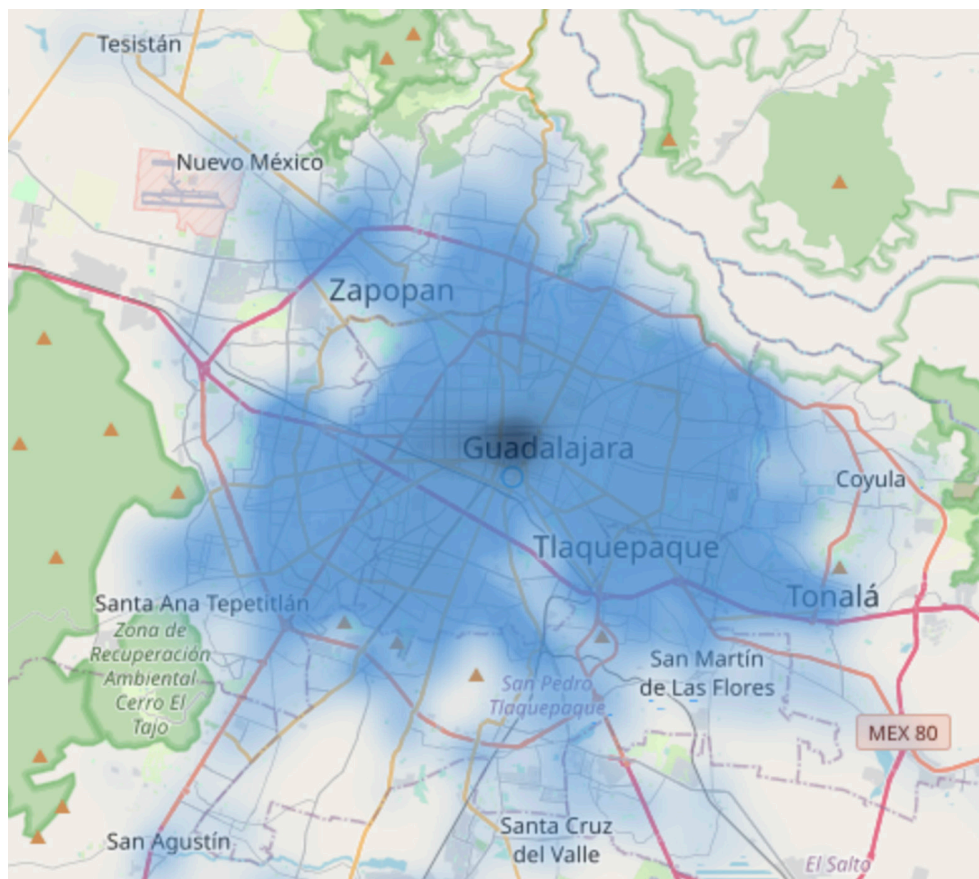 Tesistán
Nuevo México
Zapopan
Guadalajara
Coyula
Tlaquepaque
Tonalá
Santa Ana Tepetitlán
Zona de
Recuperación
Ambiental
Cerro El
Tajo
San Martín
de Las Flores
San Pedro
Tlaquepaque
MEX 80
San Agustín
Santa Cruz
del Valle
El Salto